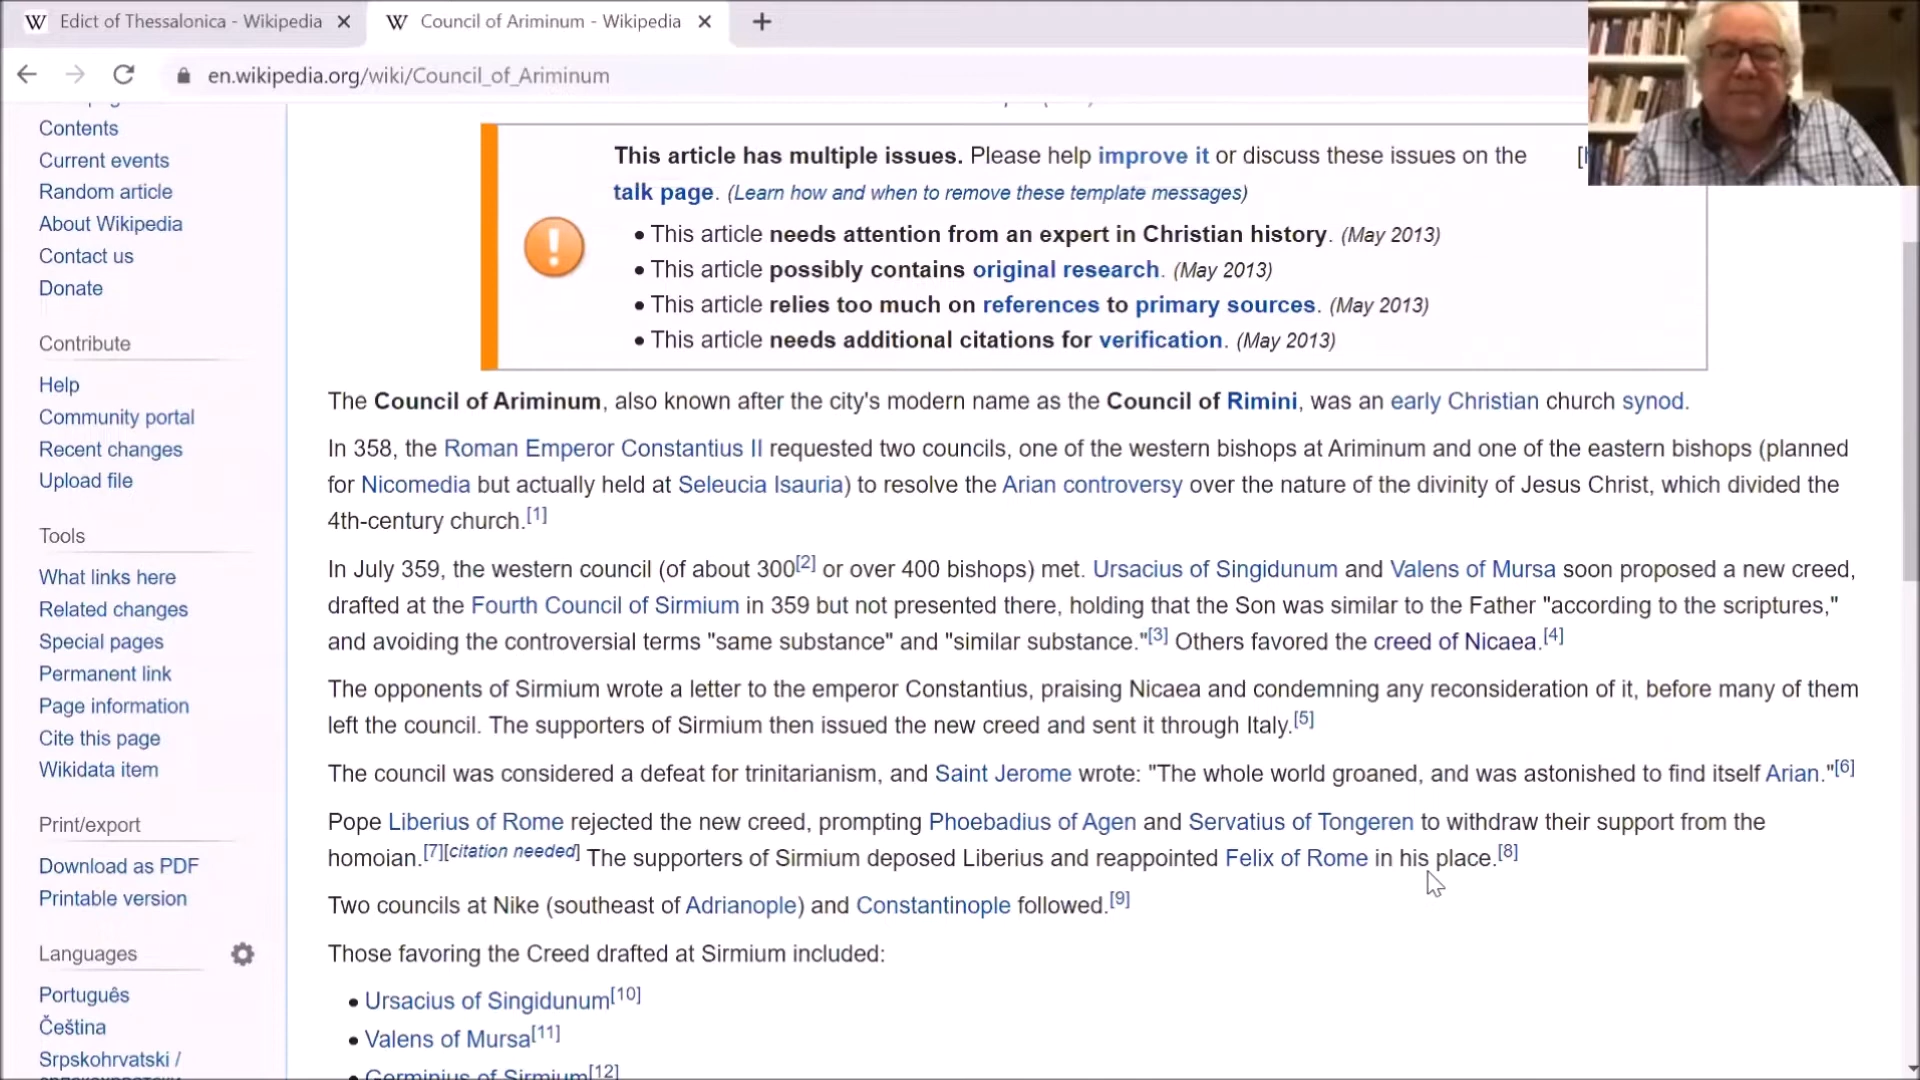 Edict of Thessalonica - Wikipedia
Council of Ariminum - Wikipedia
en.wikipedia.org/wiki/Council_of_Ariminum
Contents
Current events
Random article
About Wikipedia
Contact us
Donate
Contribute
Help
Community portal
Recent changes
Upload file
Tools
What links here
Related changes
Special pages
Permanent link
Page information
Cite this page
Wikidata item
Print/export
Download as PDF
Printable version
Languages
Português
Čeština
Srpskohrvatski /
This article has multiple issues. Please help improve it or discuss these issues on the
talk page. (Learn how and when to remove these template messages)
• This article needs attention from an expert in Christian history. (May 2013)
• This article possibly contains original research. (May 2013)
• This article relies too much on references to primary sources. (May 2013)
• This article needs additional citations for verification. (May 2013)
The Council of Ariminum, also known after the city's modern name as the Council of Rimini, was an early Christian church synod.
In 358, the Roman Emperor Constantius II requested two councils, one of the western bishops at Ariminum and one of the eastern bishops (planned
for Nicomedia but actually held at Seleucia Isauria) to resolve the Arian controversy over the nature of the divinity of Jesus Christ, which divided the
4th-century church.[1]
In July 359, the western council (of about 300[2] or over 400 bishops) met. Ursacius of Singidunum and Valens of Mursa soon proposed a new creed,
drafted at the Fourth Council of Sirmium in 359 but not presented there, holding that the Son was similar to the Father "according to the scriptures,"
and avoiding the controversial terms "same substance" and "similar substance."[3] Others favored the creed of Nicaea.[4]
The opponents of Sirmium wrote a letter to the emperor Constantius, praising Nicaea and condemning any reconsideration of it, before many of them
left the council. The supporters of Sirmium then issued the new creed and sent it through Italy.[5]
The council was considered a defeat for trinitarianism, and Saint Jerome wrote: "The whole world groaned, and was astonished to find itself Arian."[6]
Pope Liberius of Rome rejected the new creed, prompting Phoebadius of Agen and Servatius of Tongeren to withdraw their support from the
homoian.[7][citation needed] The supporters of Sirmium deposed Liberius and reappointed Felix of Rome in his place.[8]
Two councils at Nike (southeast of Adrianople) and Constantinople followed.[9]
Those favoring the Creed drafted at Sirmium included:
• Ursacius of Singidunum[10]
• Valens of Mursa[11]
• Germinius of Sirmium[12]